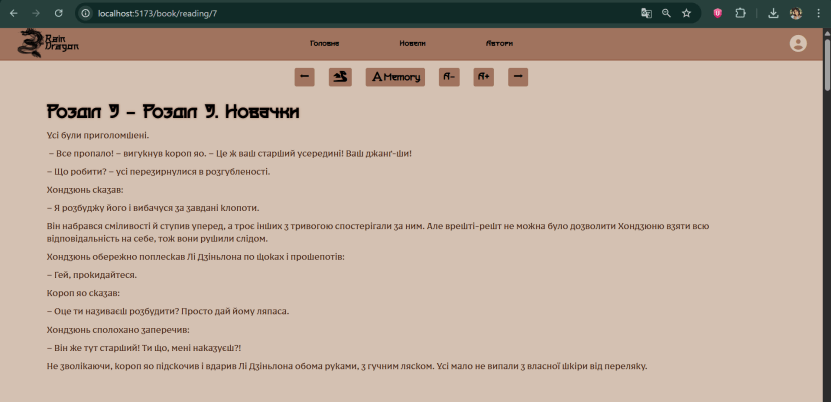 localhost:5173/book/reading/7
Rain
Dragon
Головне
Новели
Автори
A Memory
A-
A+
Розділ 9 - Розділ 9. Новачки
Усі були приголомшені.
– Все пропало! – вигукнув короп яо. – Це ж ваш старший усередині! Ваш джанґ-ши!
– Що робити? – усі перезирнулися в розгубленості.
Хондзюнь сказав:
– Я розбуджу його і вибачуся за завдані клопоти.
Він набрався сміливості й ступив уперед, а троє інших з тривогою спостерігали за ним. Але врешті-решт не можна було дозволити Хондзюню взяти всю
відповідальність на себе, тож вони рушили слідом.
Хондзюнь обережно поплескав Лі Дзіньлона по щоках і прошепотів:
– Гей, прокидайтеся.
Короп яо сказав:
– Оце ти називаєш розбудити? Просто дай йому ляпаса.
Хондзюнь сполохано заперечив:
– Він же тут старший! Ти що, мені наказуєш?!
Не зволікаючи, короп яо підскочив і вдарив Лі Дзіньлона обома руками, з гучним ляском. Усі мало не випали з власної шкіри від переляку.